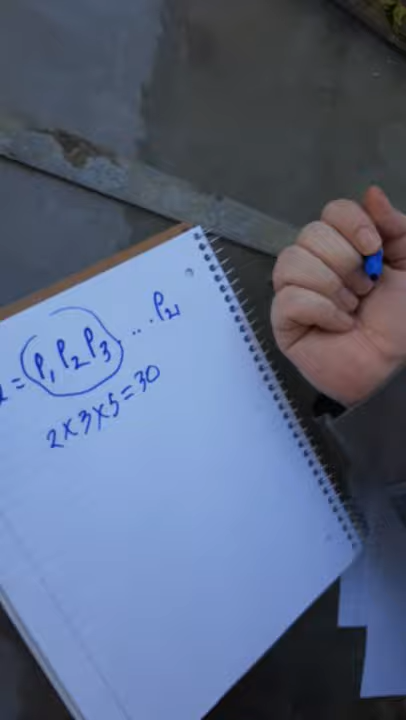 = P₁ P₂ P₃ ... P₂₁
2×3×5=30